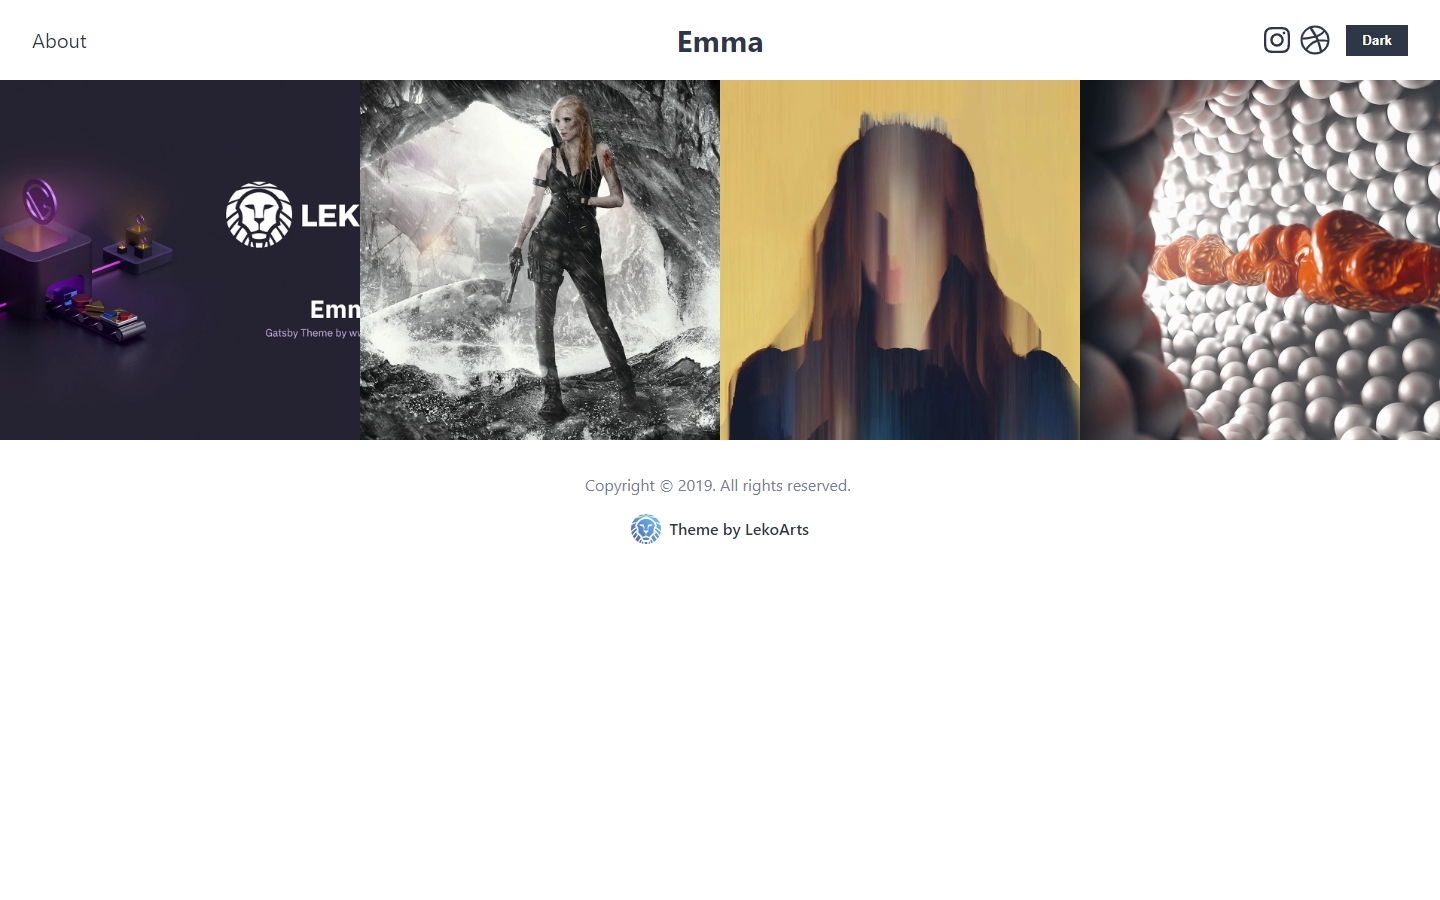 About
Emma
Dark
LEK
Emm
Gatsby Theme by
Copyright © 2019. All rights reserved.
Theme by LekoArts